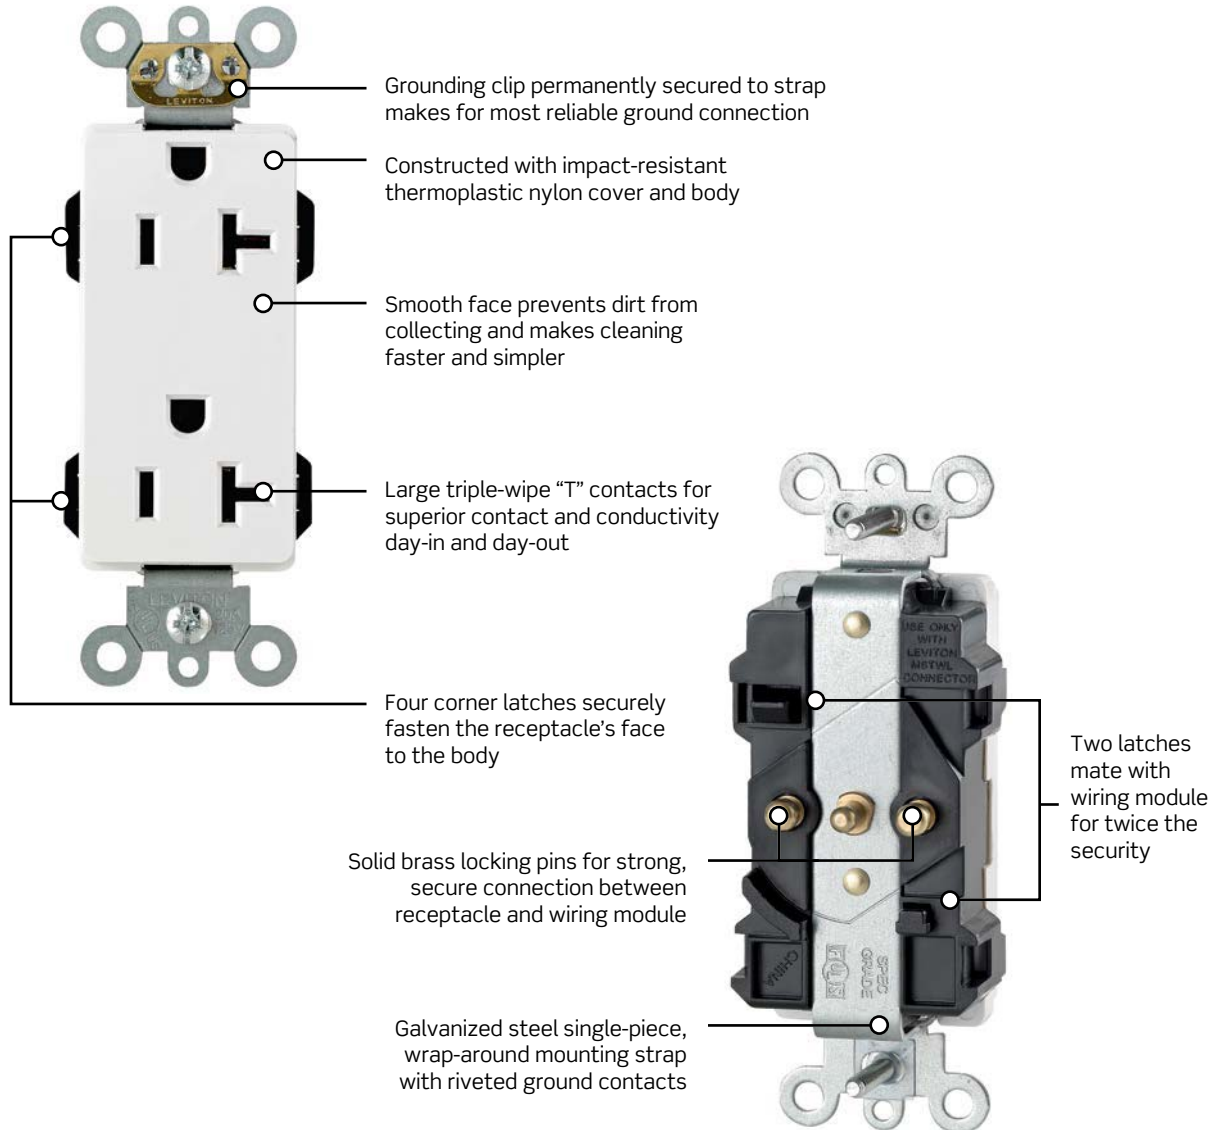 Grounding clip permanently secured to strap
makes for most reliable ground connection
LEVITON
Constructed with impact-resistant
thermoplastic nylon cover and body
Smooth face prevents dirt from
collecting and makes cleaning
faster and simpler
Large triple-wipe “T” contacts for
superior contact and conductivity
day-in and day-out
LEVITON
Four corner latches securely
fasten the receptacle’s face
to the body
USE ONLY
WITH
LEVITON
M6TWL
CONNECTOR
Two latches
mate with
wiring module
for twice the
security
Solid brass locking pins for strong,
secure connection between
receptacle and wiring module
CHINA
SPEC
GRADE
Galvanized steel single-piece,
wrap-around mounting strap
with riveted ground contacts